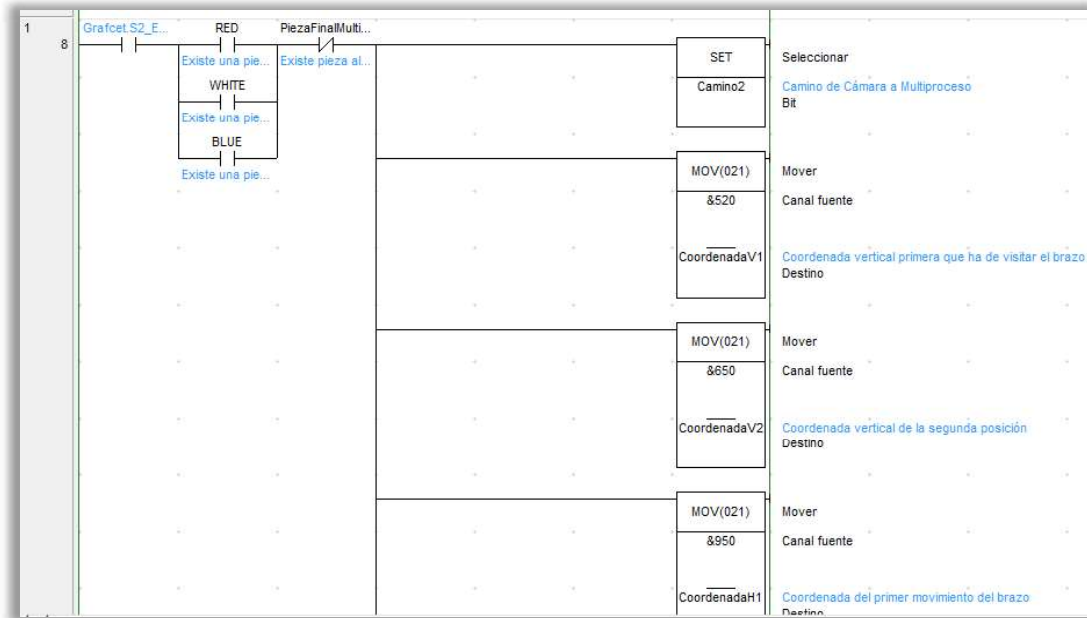 1
8
Grafcet.S2_E...
RED
PiezaFinalMulti...
Existe una pie...
Existe pieza al...
WHITE
Existe una pie...
BLUE
Existe una pie...
SET
Seleccionar
Camino2
Camino de Cámara a Multiproceso
Bit
MOV(021)
Mover
&520
Canal fuente
CoordenadaV1
Coordenada vertical primera que ha de visitar el brazo
Destino
MOV(021)
Mover
&650
Canal fuente
CoordenadaV2
Coordenada vertical de la segunda posición
Destino
MOV(021)
Mover
&950
Canal fuente
CoordenadaH1
Coordenada del primer movimiento del brazo
Destino